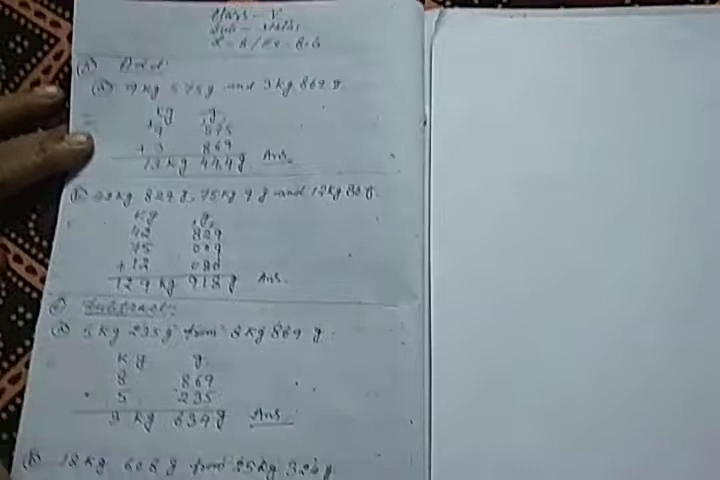 Class - V
Sub - Maths
(A) Add:
(a) 9 kg 575 g and 3 kg 869 g
kg g
9 575
+ 3 869
13 kg 444 g Ans.
(b) 42 kg 829 g, 75 kg 9 g and 12 kg 80 g.
kg g
42 829
75 009
+ 12 080
129 kg 918 g Ans.
Subtract:
(a) 5 kg 235 g from 8 kg 869 g.
kg g
8 869
- 5 235
3 kg 634 g Ans
(b) 12 kg 608 g from 25 kg 324 g